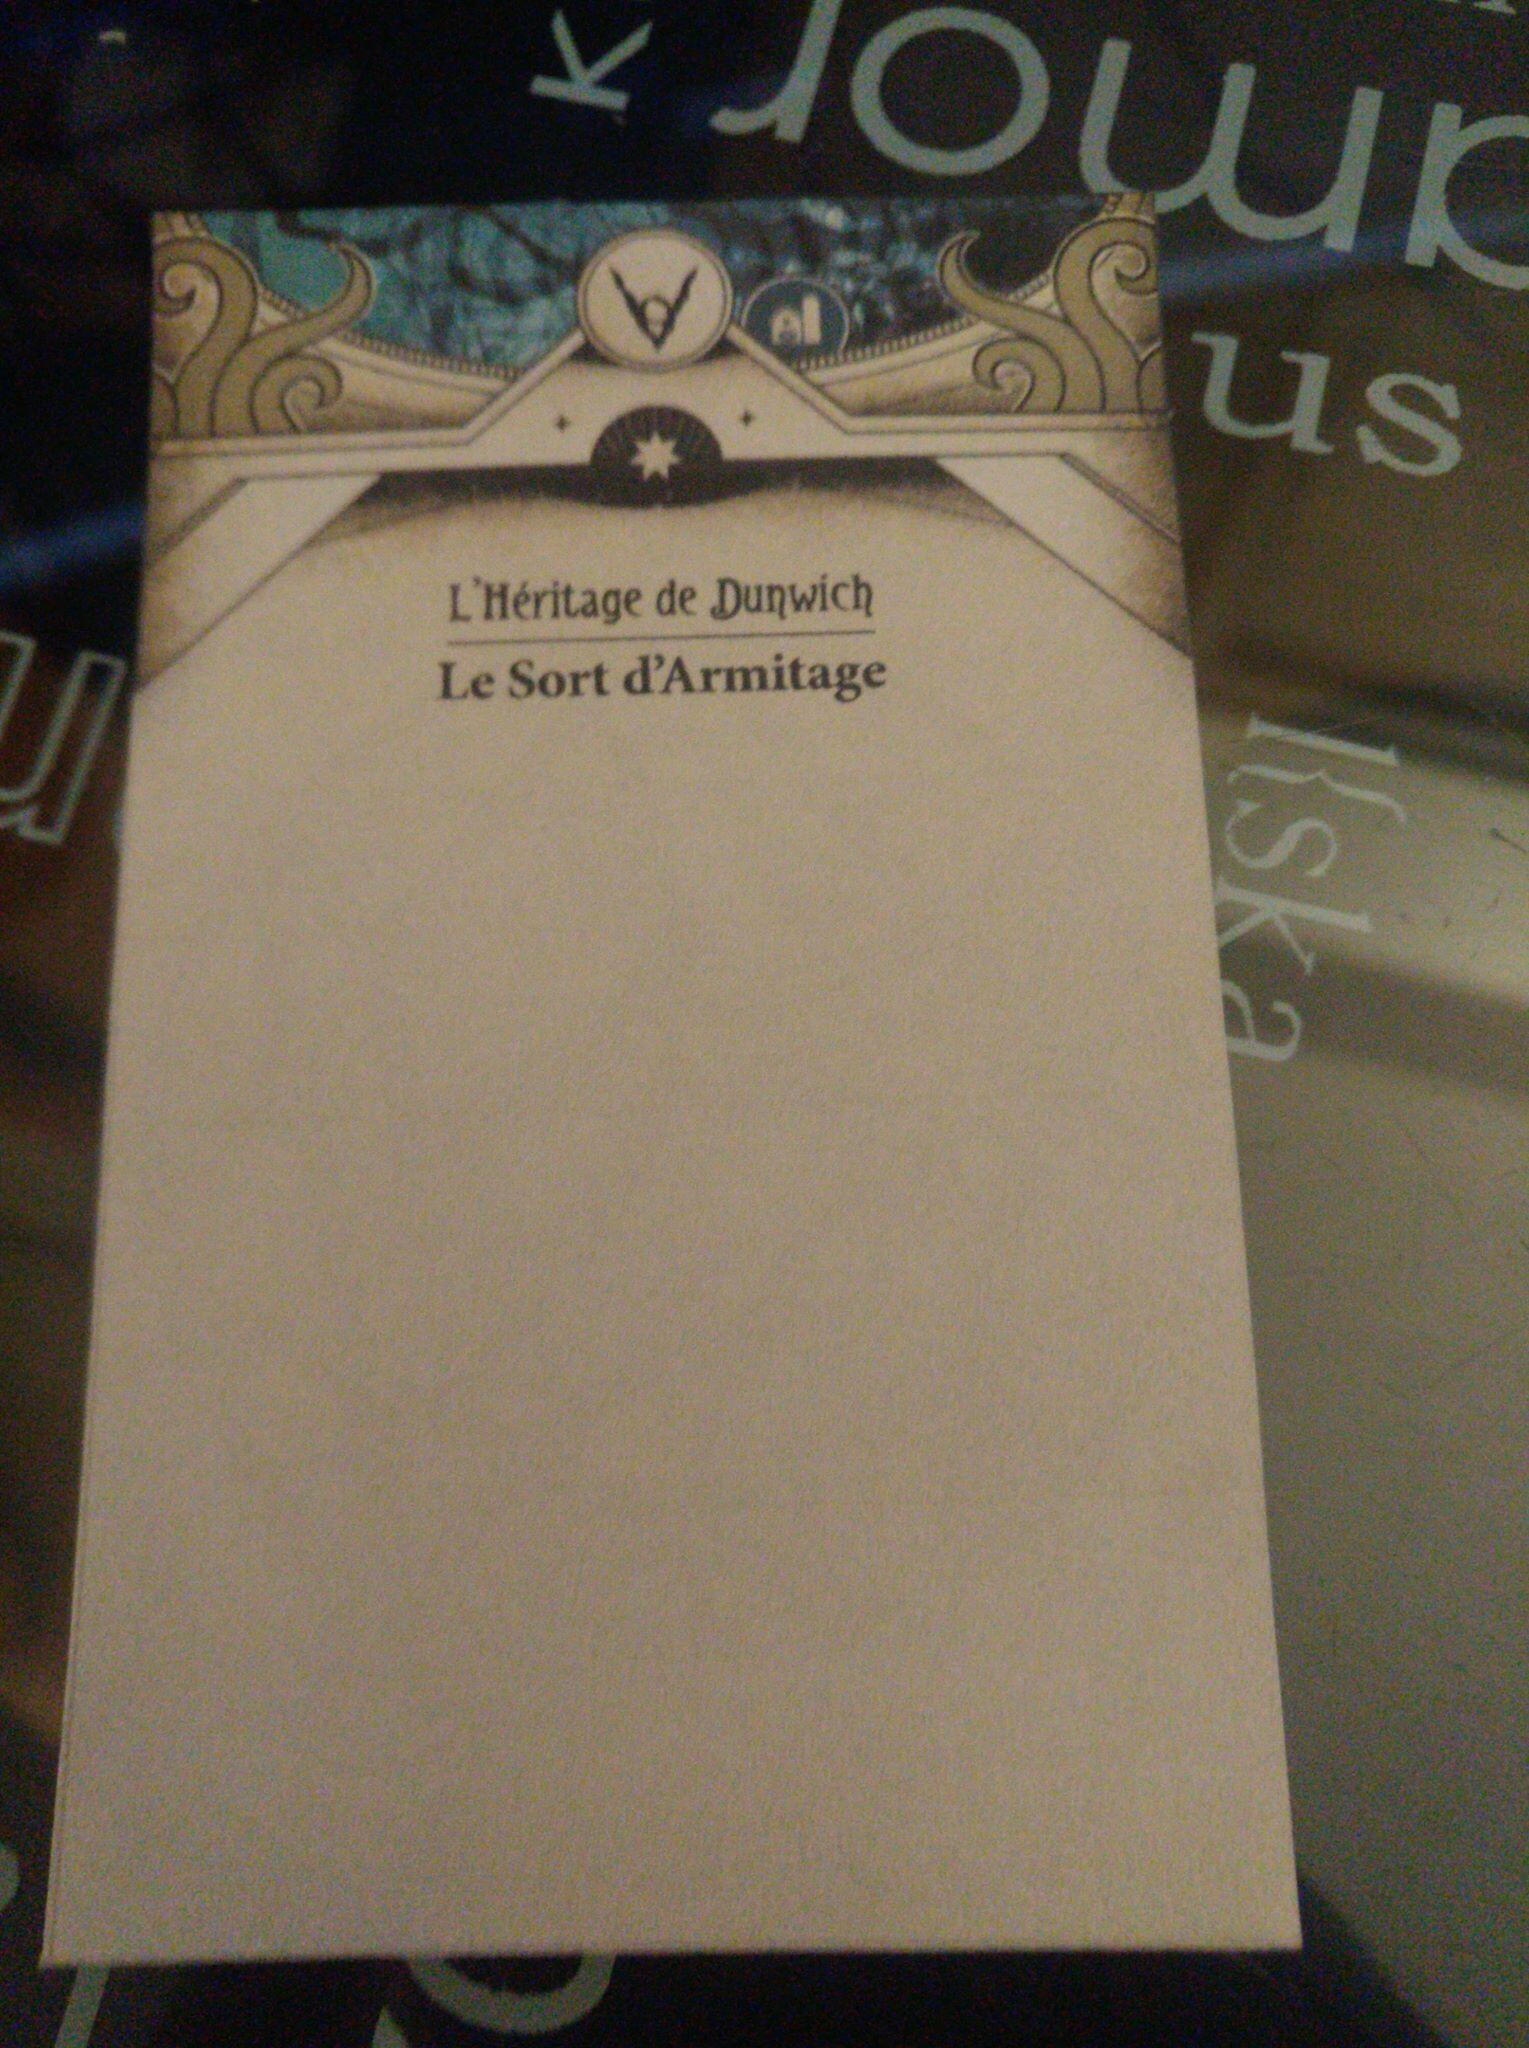 K
us
L'Héritage de Dunwich
Le Sort d'Armitage